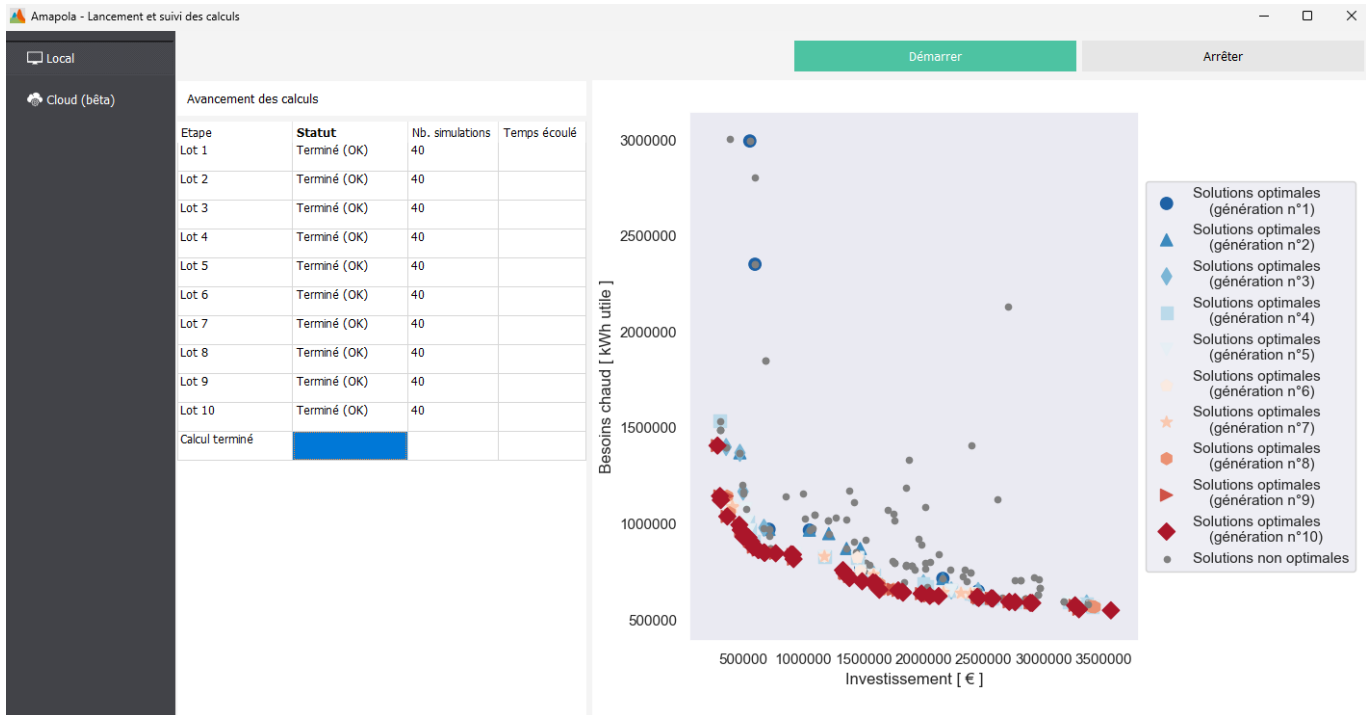 Amapola - Lancement et suivi des calculs
Local
Démarrer
Arrêter
Cloud (bêta)
Avancement des calculs
Etape Statut Nb. simulations Temps écoulé
Lot 1 Terminé (OK) 40
Lot 2 Terminé (OK) 40
Lot 3 Terminé (OK) 40
Lot 4 Terminé (OK) 40
Lot 5 Terminé (OK) 40
Lot 6 Terminé (OK) 40
Lot 7 Terminé (OK) 40
Lot 8 Terminé (OK) 40
Lot 9 Terminé (OK) 40
Lot 10 Terminé (OK) 40
Calcul terminé
Besoins chaud [ kWh utile ]
3000000
2500000
2000000
1500000
1000000
500000
500000 1000000 1500000 2000000 2500000 3000000 3500000
Investissement [ € ]
Solutions optimales
(génération n°1)
Solutions optimales
(génération n°2)
Solutions optimales
(génération n°3)
Solutions optimales
(génération n°4)
Solutions optimales
(génération n°5)
Solutions optimales
(génération n°6)
Solutions optimales
(génération n°7)
Solutions optimales
(génération n°8)
Solutions optimales
(génération n°9)
Solutions optimales
(génération n°10)
Solutions non optimales